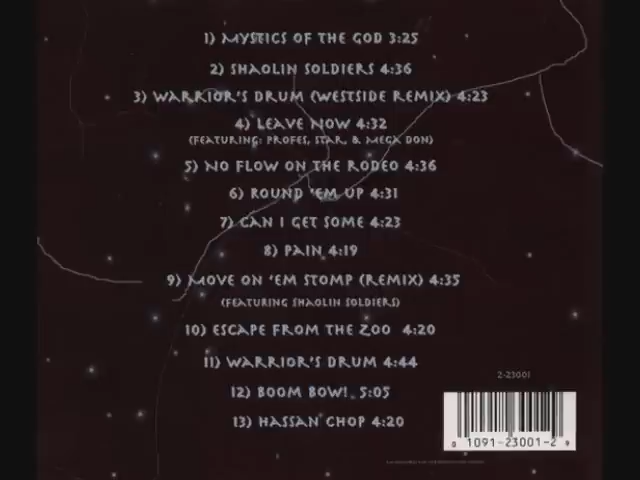 1) MYSTICS OF THE GOD 3:25
2) SHAOLIN SOLDIERS 4:36
3) WARRIOR'S DRUM (WESTSIDE REMIX) 4:23
4) LEAVE NOW 4:32
(FEATURING: PROFES, STAR, & MEGA DON)
5) NO FLOW ON THE RODEO 4:36
6) ROUND 'EM UP 4:31
7) CAN I GET SOME 4:23
8) PAIN 4:19
9) MOVE ON 'EM STOMP (REMIX) 4:35
(FEATURING SHAOLIN SOLDIERS)
10) ESCAPE FROM THE ZOO 4:20
11) WARRIOR'S DRUM 4:44
12) BOOM BOW! 5:05
13) HASSAN CHOP 4:20
2-23001
0 1091-23001-2 9